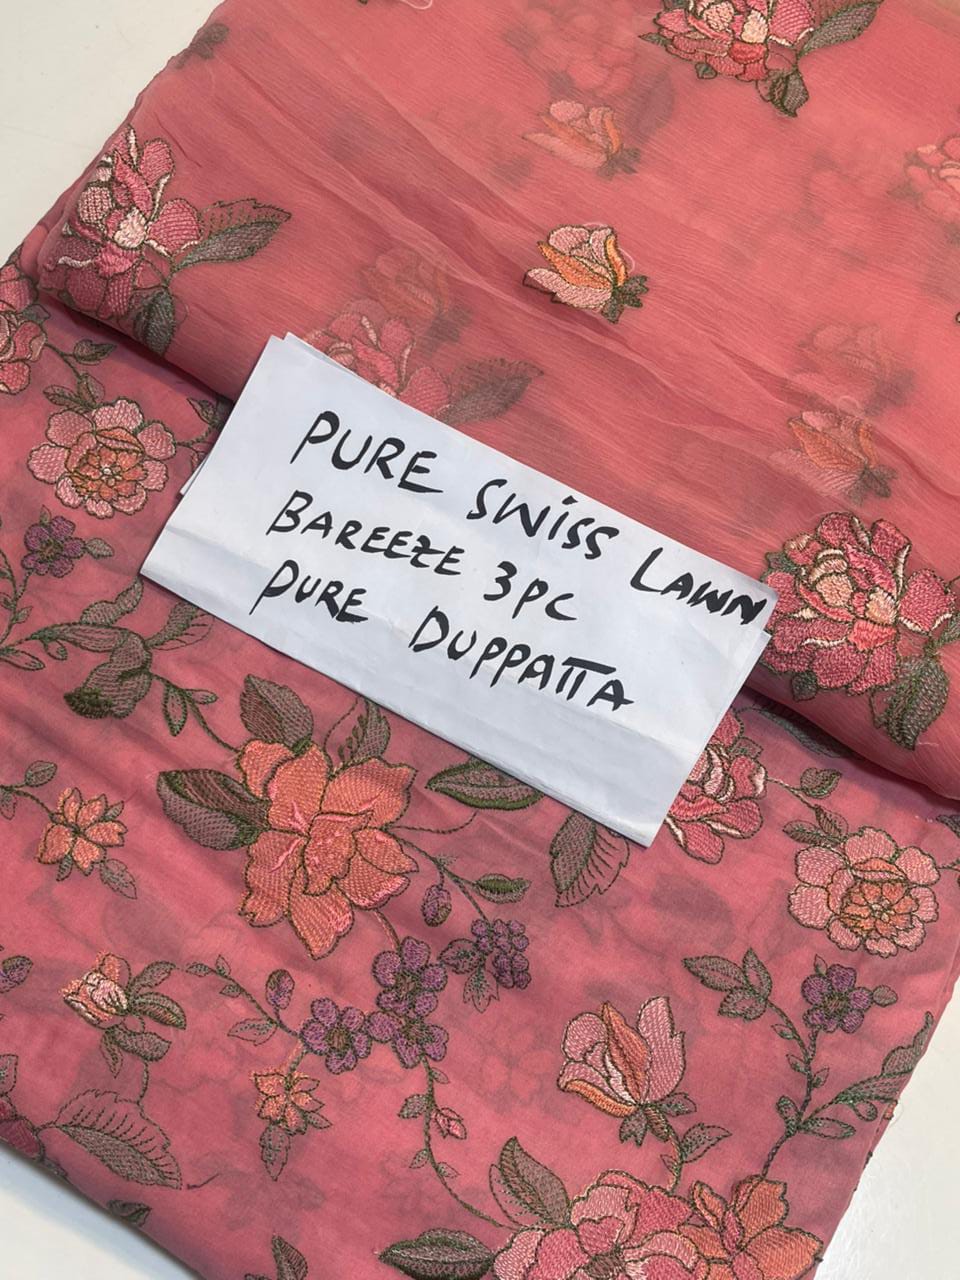 PURE SWiSS LAWN
BAREEZE 3PC
PURE DUPPATTA